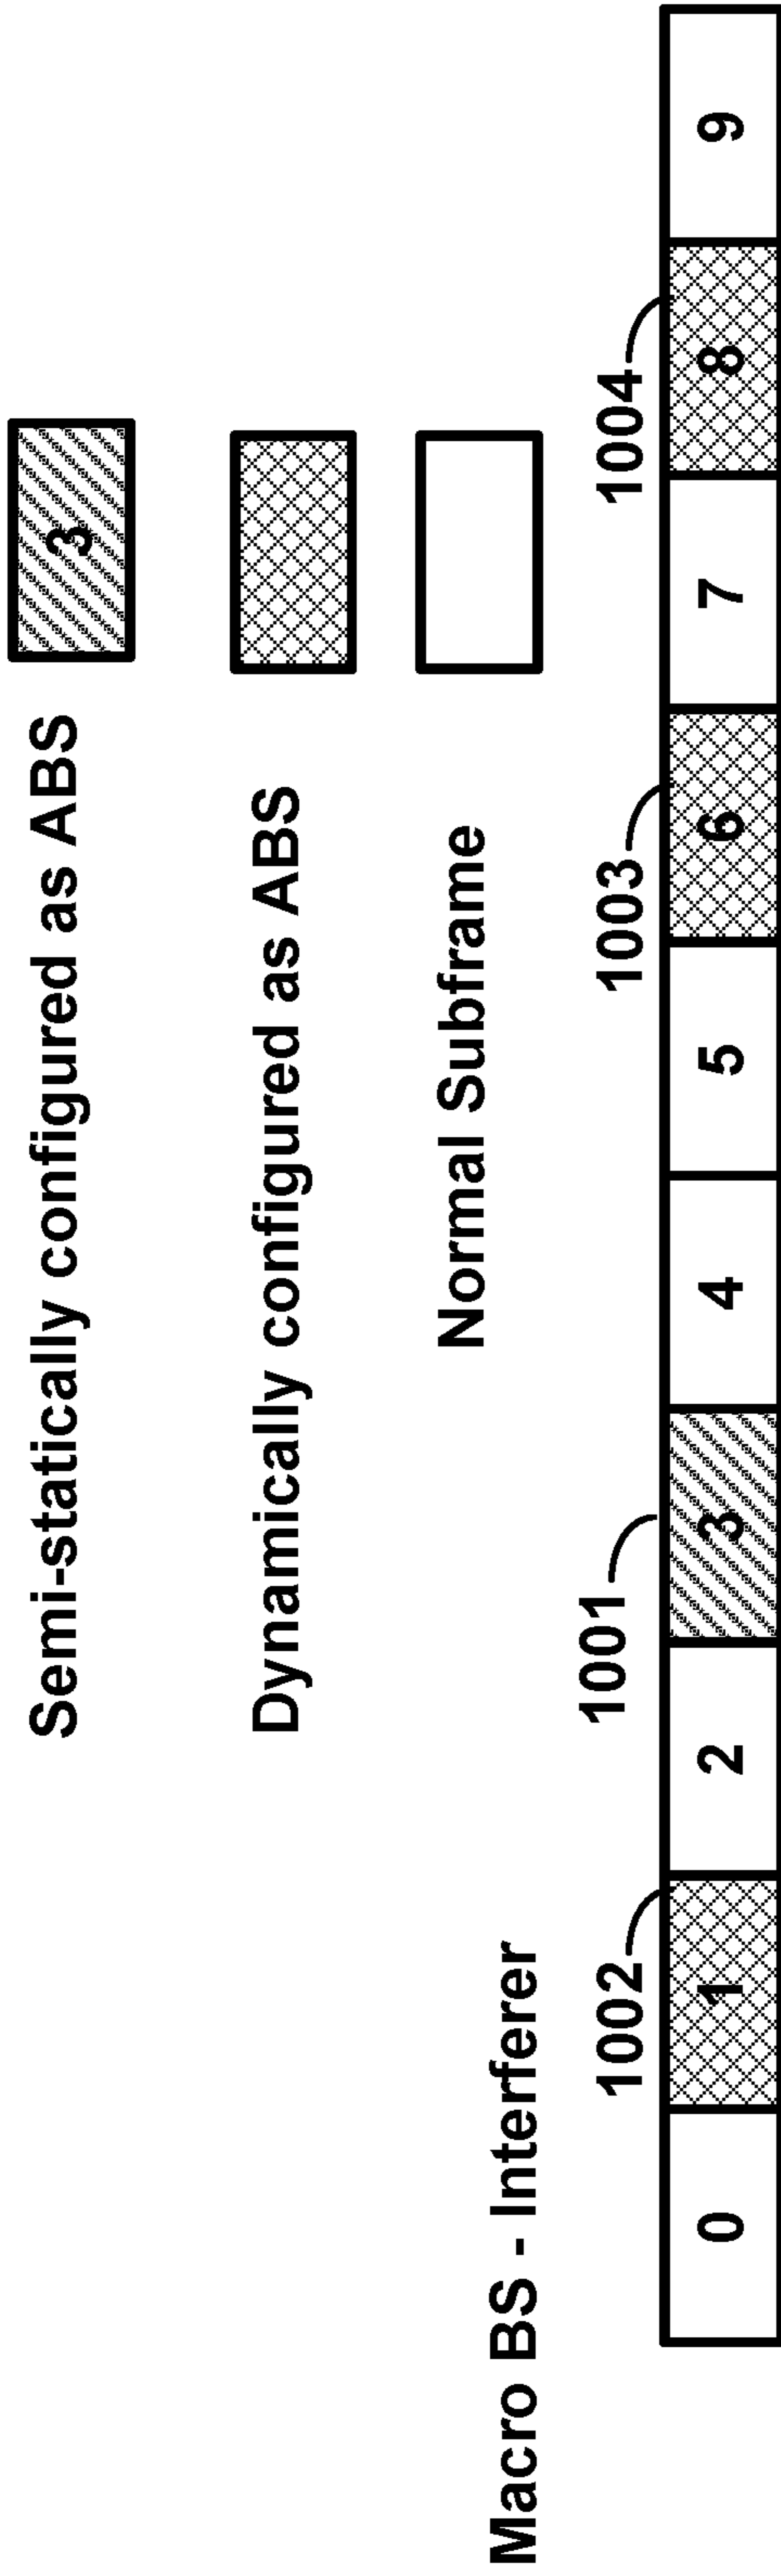 Semi-statically configured as ABS
3
Dynamically configured as ABS
Normal Subframe
Macro BS - Interferer
1002
1001
1003
1004
0 1 2 3 4 5 6 7 8 9